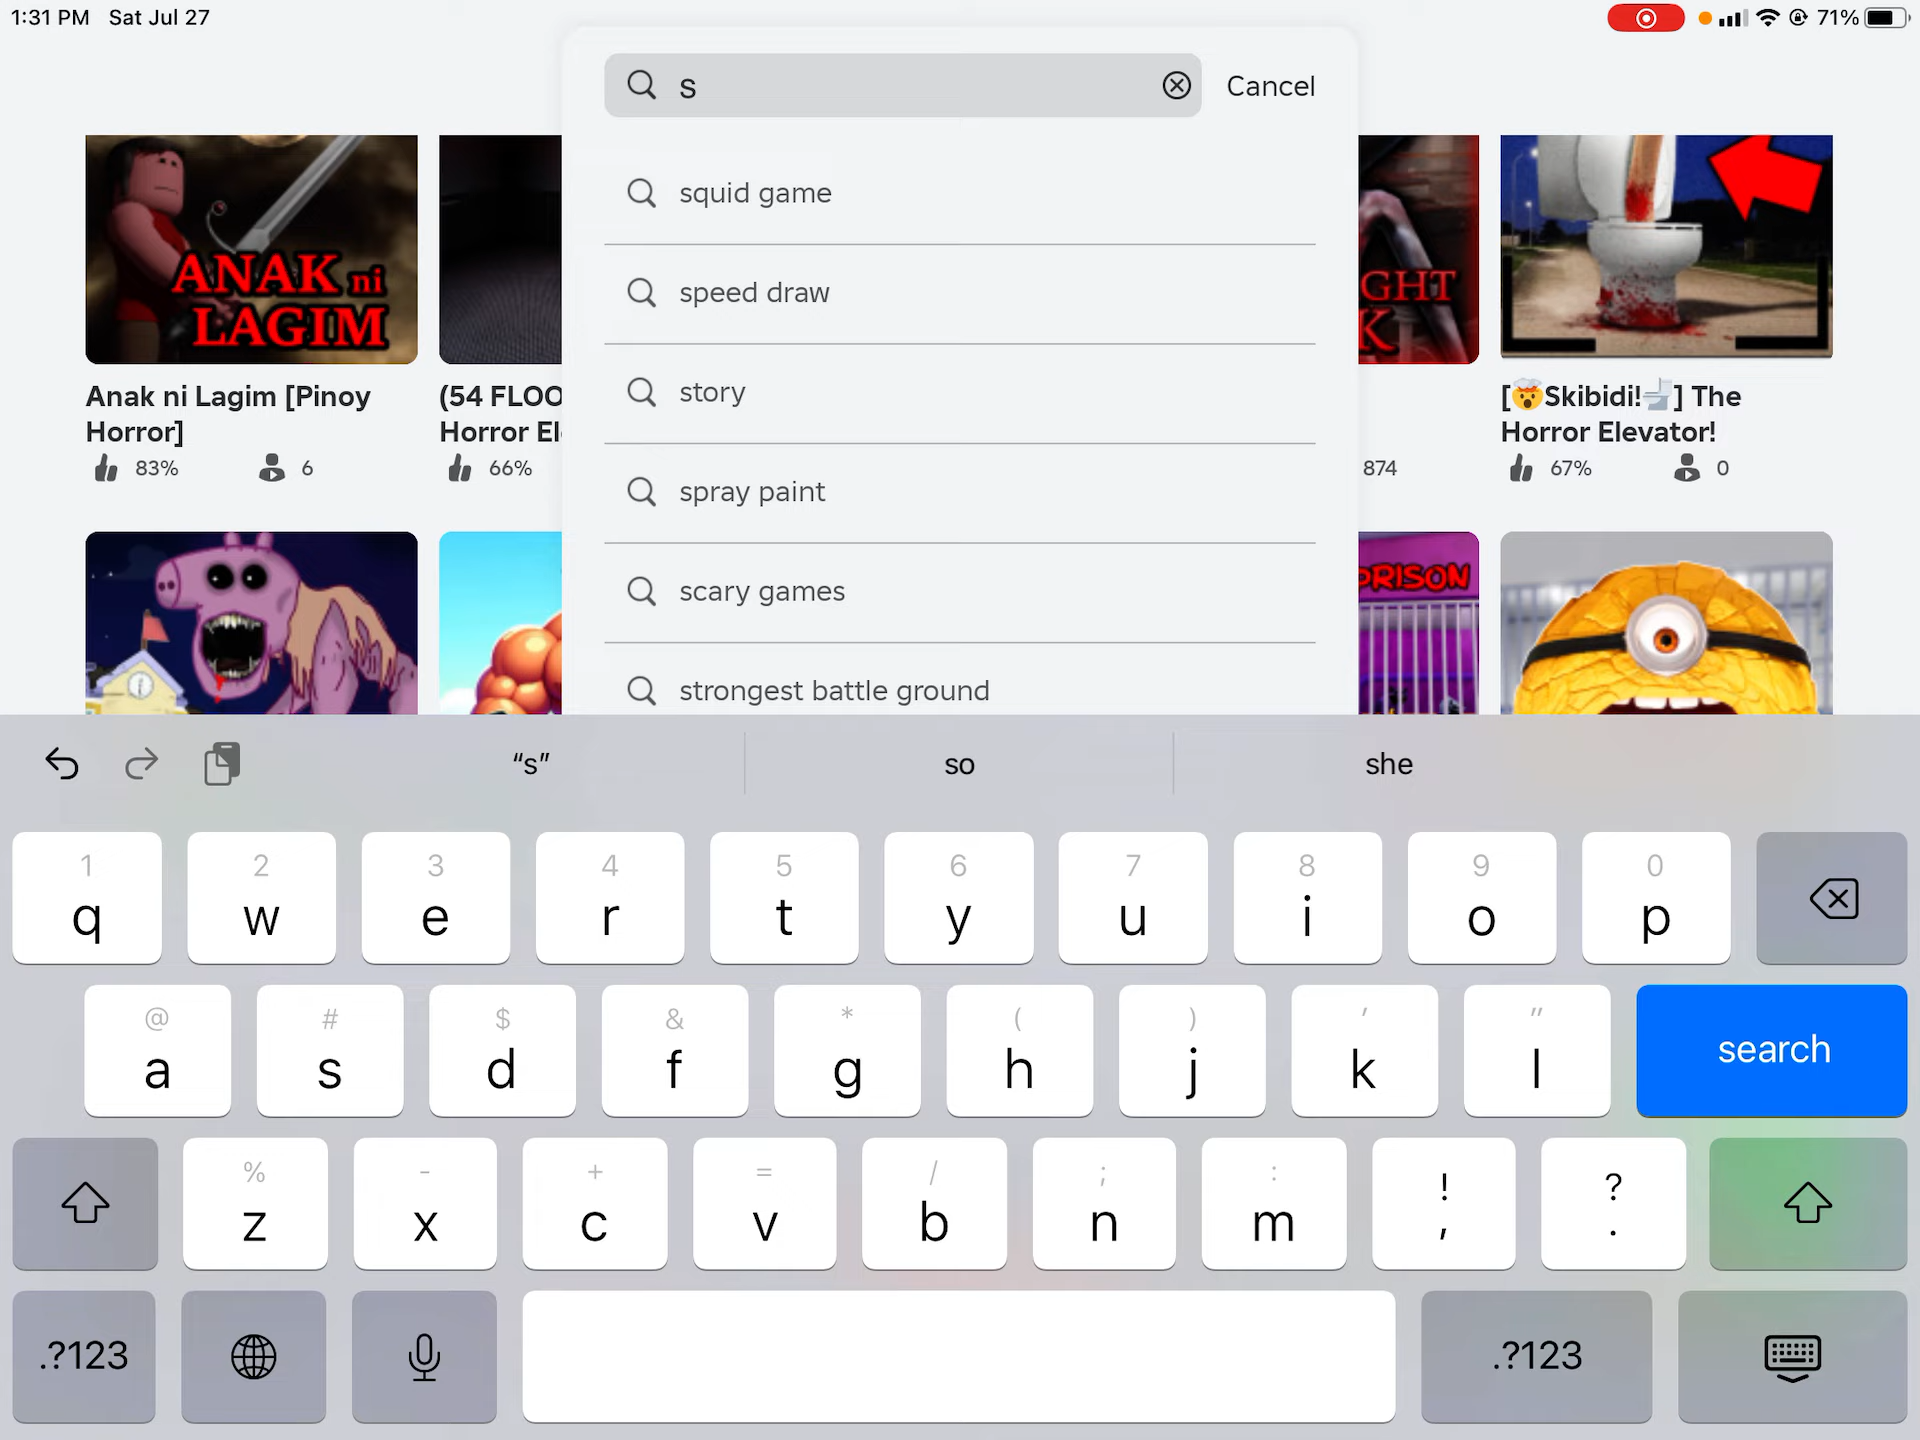 1:31 PM Sat Jul 27
71%
s
Cancel
squid game
speed draw
story
spray paint
scary games
strongest battle ground
ANAK ni
LAGIM
Anak ni Lagim [Pinoy
Horror]
83% 6
(54 FLOO
Horror El
66%
GHT
K
874
[🤯Skibidi!🚽] The
Horror Elevator!
67% 0
PRISON
“s” so she
1 2 3 4 5 6 7 8 9 0
q w e r t y u i o p
@ # $ & * ( ) ' "
a s d f g h j k l search
% - + = / ; : ! ?
z x c v b n m , .
.?123 .?123